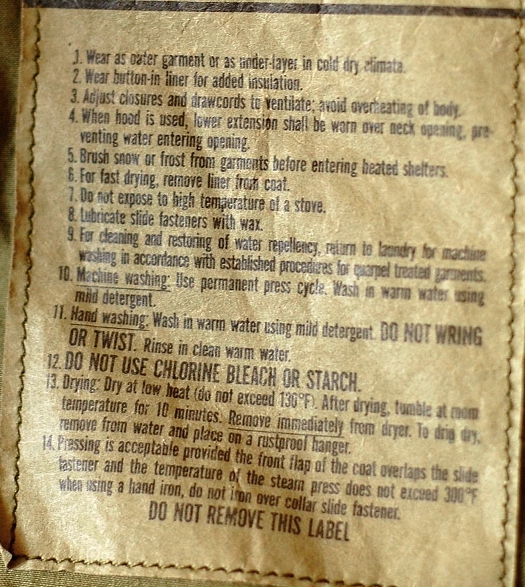 1. Wear as outer garment or as under-layer in cold dry climate.
2. Wear button-in liner for added insulation.
3. Adjust closures and drawcords to ventilate; avoid overheating of body.
4. When hood is used, lower extension shall be worn over neck opening, pre-
venting water entering opening.
5. Brush snow or frost from garments before entering heated shelters.
6. For fast drying, remove liner from coat.
7. Do not expose to high temperature of a stove.
8. Lubricate slide fasteners with wax.
9. For cleaning and restoring of water repellency, return to laundry for machine
washing in accordance with established procedures for quarpel treated garments.
10. Machine washing: Use permanent press cycle. Wash in warm water using
mild detergent.
11. Hand washing: Wash in warm water using mild detergent. DO NOT WRING
OR TWIST. Rinse in clean warm water.
12. DO NOT USE CHLORINE BLEACH OR STARCH.
13. Drying: Dry at low heat (do not exceed 130°F). After drying, tumble at room
temperature for 10 minutes. Remove immediately from dryer. To drip dry,
remove from water and place on a rustproof hanger.
14. Pressing is acceptable provided the front flag of the coat overlaps the slide
fastener and the temperature of the steam press does not exceed 300°F
when using a hand iron, do not iron over collar slide fastener.
DO NOT REMOVE THIS LABEL